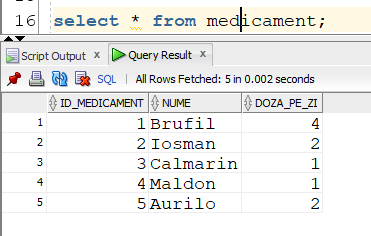 16 select * from medicament;
Script Output x Query Result x
SQL | All Rows Fetched: 5 in 0.002 seconds
ID_MEDICAMENT NUME DOZA_PE_ZI
1 1 Brufil 4
2 2 Iosman 2
3 3 Calmarin 1
4 4 Maldon 1
5 5 Aurilo 2